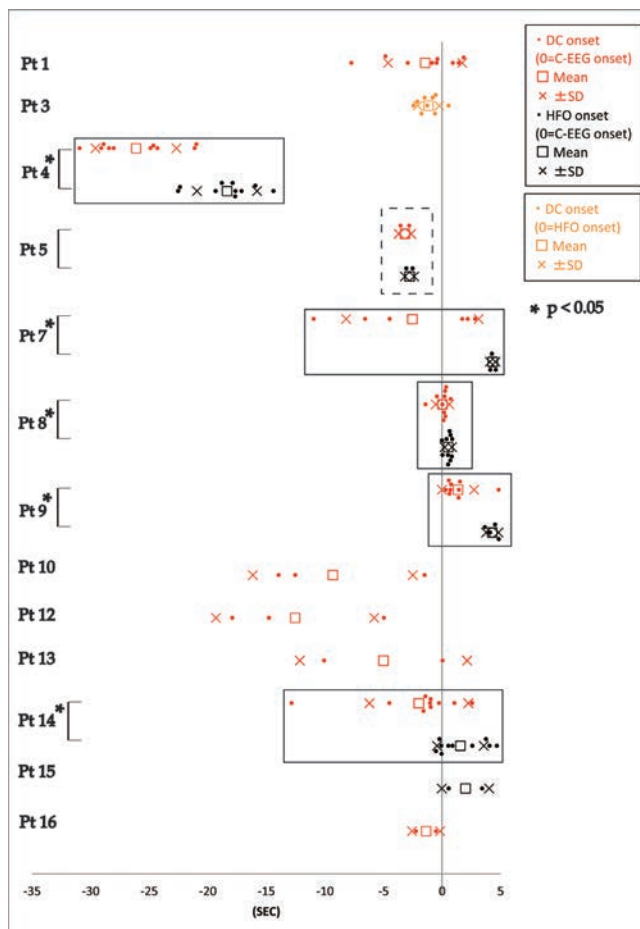 Pt 1
Pt 3
Pt 4*
Pt 5
Pt 7*
Pt 8*
Pt 9*
Pt 10
Pt 12
Pt 13
Pt 14*
Pt 15
Pt 16
-35 -30 -25 -20 -15 -10 -5 0 5
(SEC)
• DC onset
(0=C-EEG onset)
□ Mean
× ±SD
• HFO onset
(0=C-EEG onset)
□ Mean
× ±SD
• DC onset
(0=HFO onset)
□ Mean
× ±SD
* p < 0.05